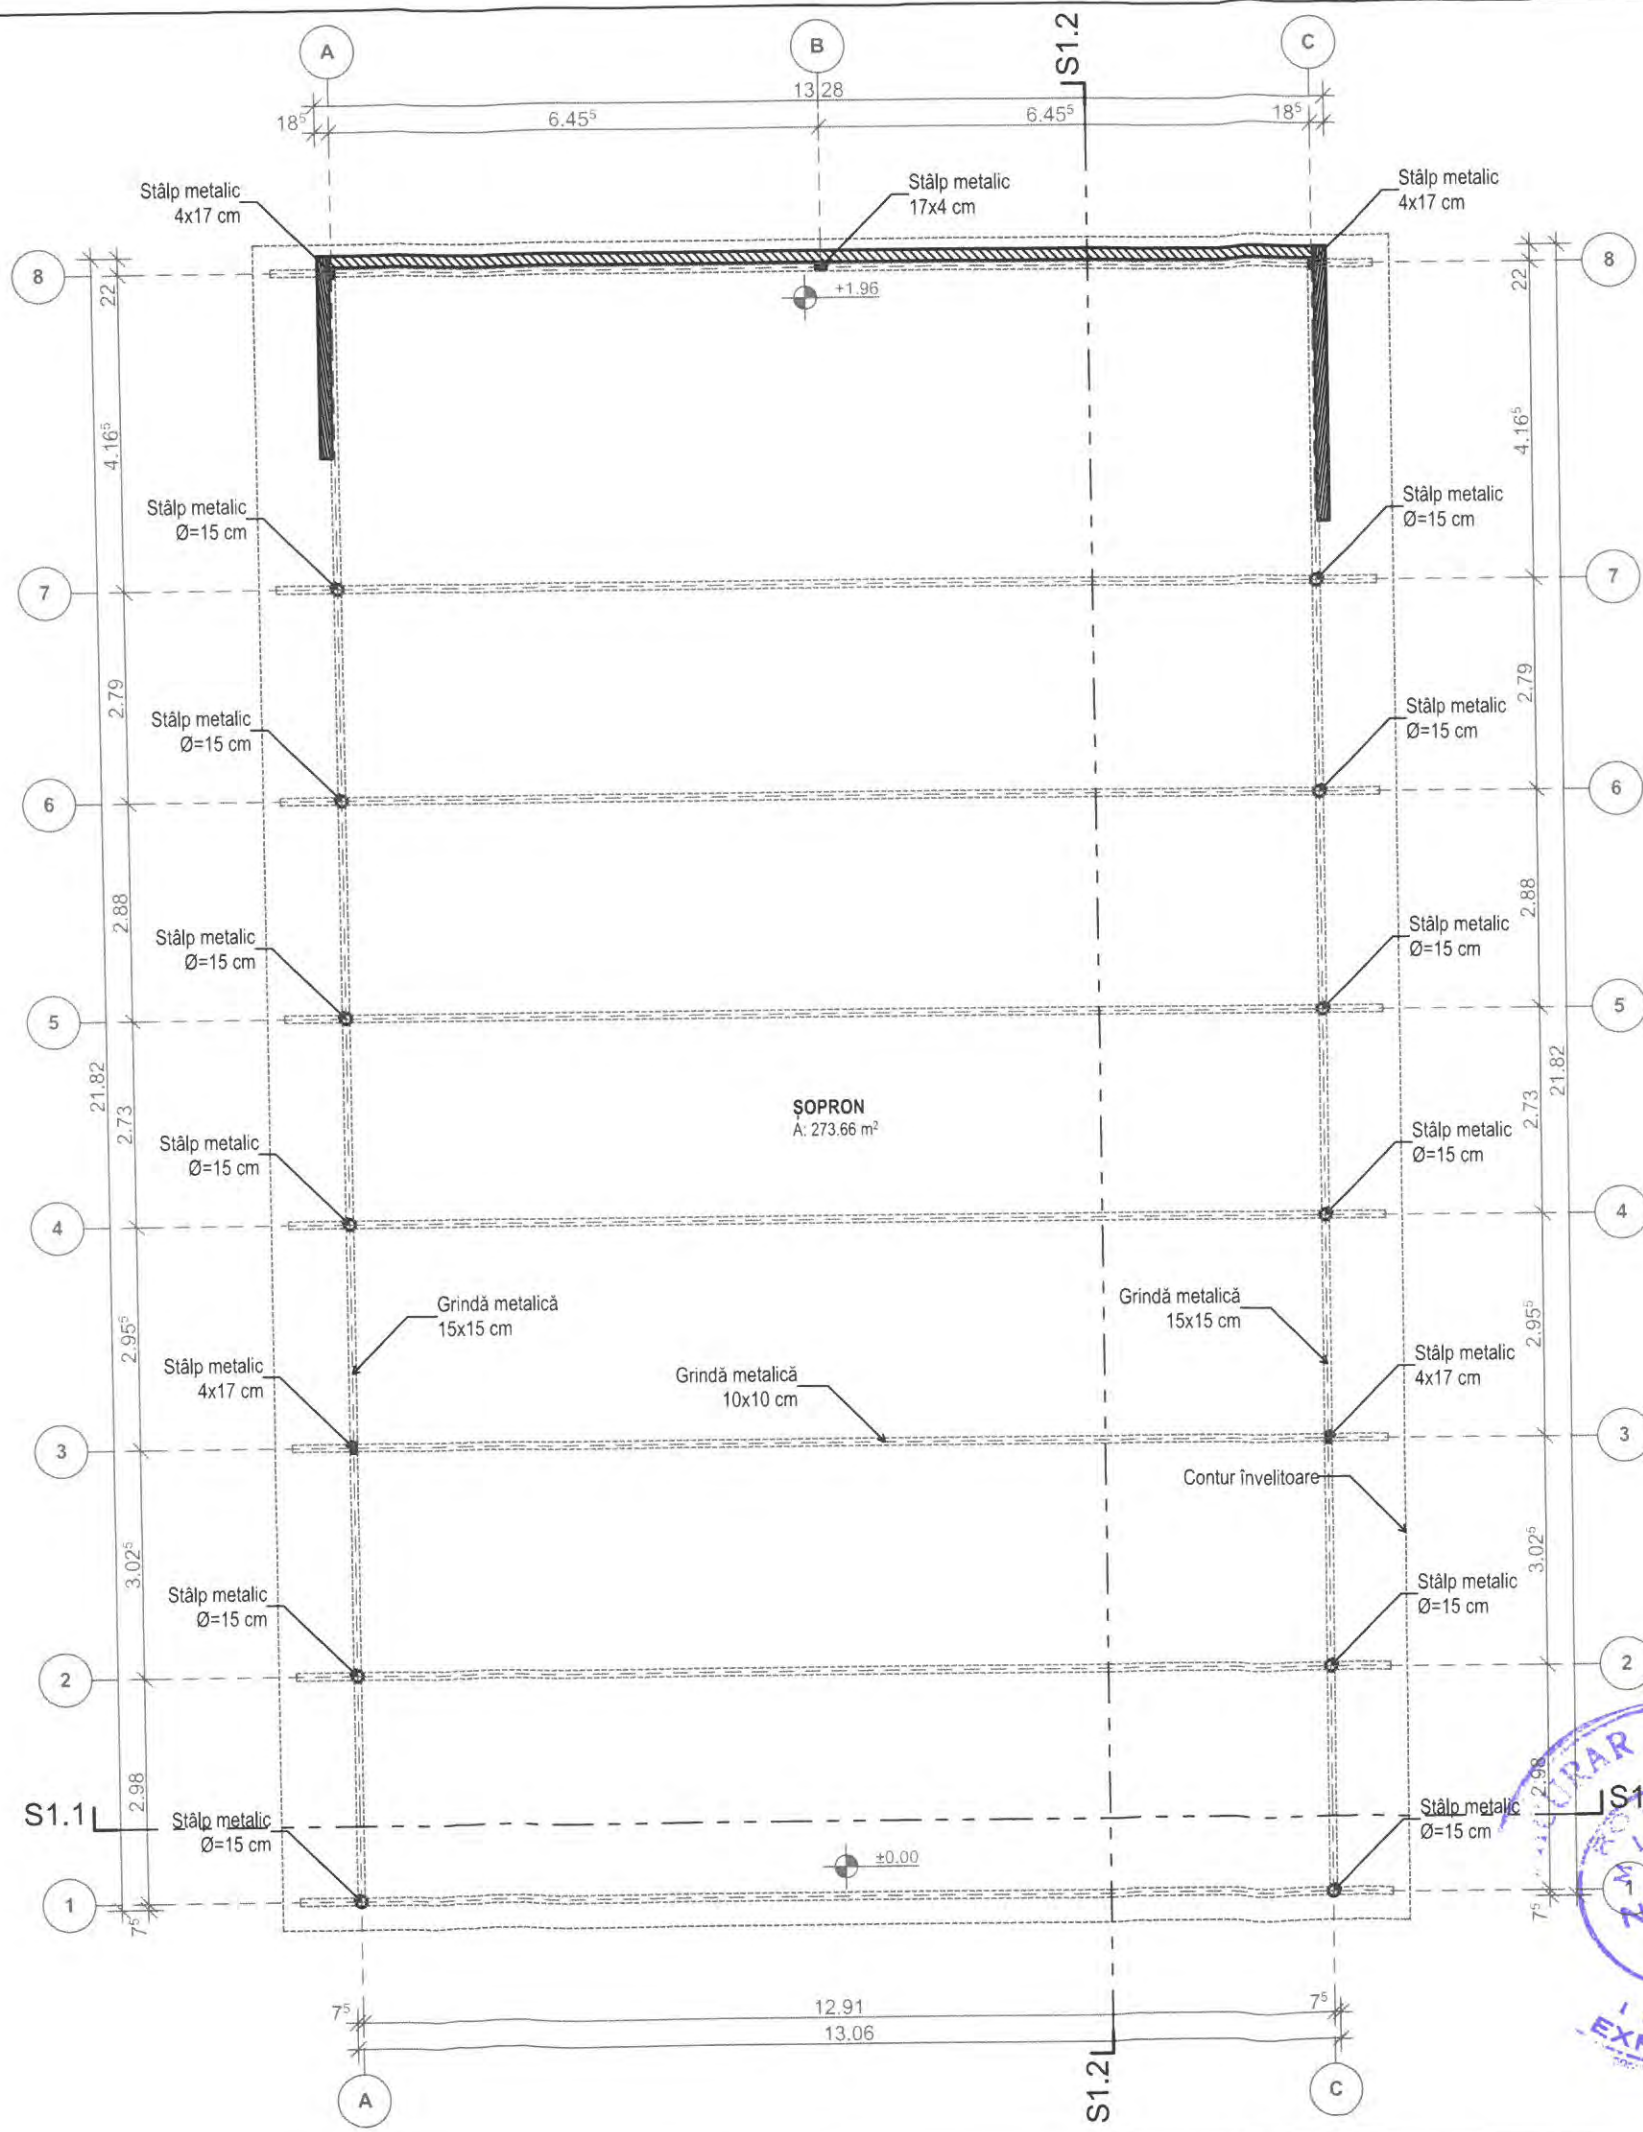 S1.2
A
B
C
13.28
18⁵
6.45⁵
6.45⁵
18⁵
Stâlp metalic
4x17 cm
Stâlp metalic
17x4 cm
Stâlp metalic
4x17 cm
8
8
22
22
+1.96
4.16⁵
4.16⁵
Stâlp metalic
Ø=15 cm
Stâlp metalic
Ø=15 cm
7
7
2.79
2.79
Stâlp metalic
Ø=15 cm
Stâlp metalic
Ø=15 cm
6
6
2.88
2.88
Stâlp metalic
Ø=15 cm
Stâlp metalic
Ø=15 cm
5
5
21.82
21.82
2.73
2.73
ȘOPRON
A: 273.66 m²
Stâlp metalic
Ø=15 cm
Stâlp metalic
Ø=15 cm
4
4
Grindă metalică
15x15 cm
Grindă metalică
15x15 cm
2.95⁵
2.95⁵
Stâlp metalic
4x17 cm
Grindă metalică
10x10 cm
Stâlp metalic
4x17 cm
3
3
Contur învelitoare
3.02⁵
3.02⁵
Stâlp metalic
Ø=15 cm
Stâlp metalic
Ø=15 cm
2
2
2.98
2.98
S1.1
S1
Stâlp metalic
Ø=15 cm
Stâlp metalic
Ø=15 cm
±0.00
1
1
7⁵
7⁵
7⁵
12.91
7⁵
13.06
S1.2
A
C